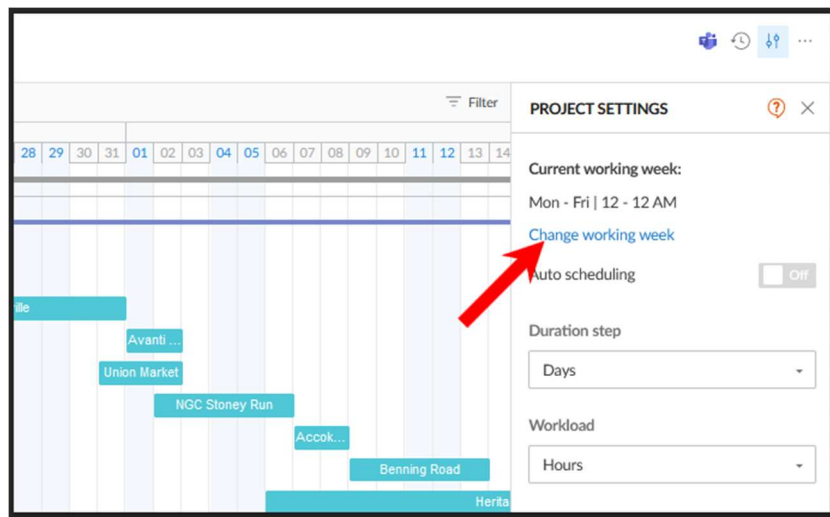 Filter
PROJECT SETTINGS
28 29 30 31 01 02 03 04 05 06 07 08 09 10 11 12 13 14
Current working week:
Mon - Fri | 12 - 12 AM
Change working week
Auto scheduling Off
ille
Avanti ...
Union Market
Duration step
Days
NGC Stoney Run
Accok...
Workload
Benning Road
Hours
Herita